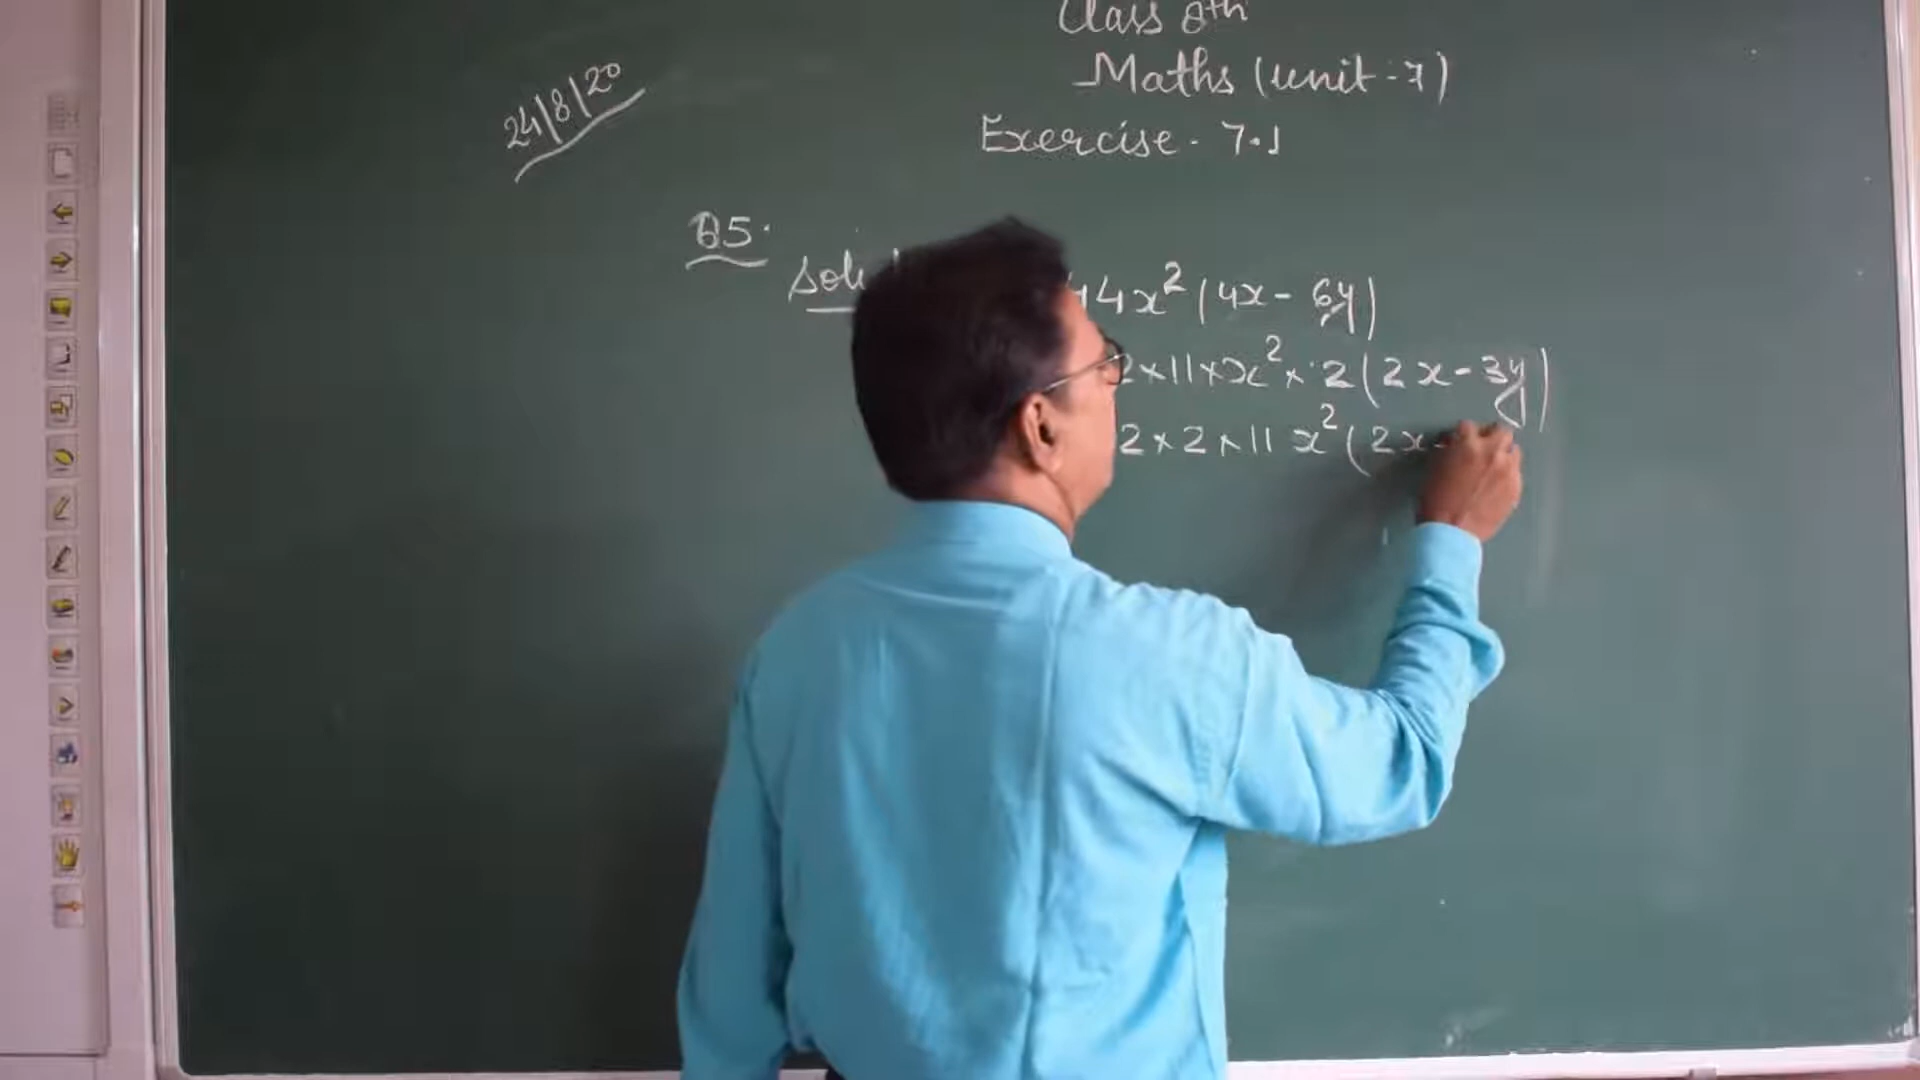 Class 8th
Maths (unit - 7)
24/8/20
Exercise - 7.1
Q5.
44x²(4x - 6y)
2×11×x²×2(2x - 3y)
2×2×11 x²(2x -